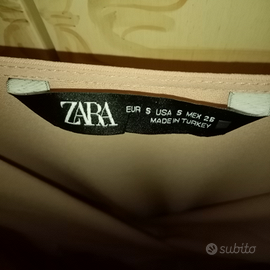 ZARA
EUR S USA S MEX 26
MADE IN TURKEY
subito